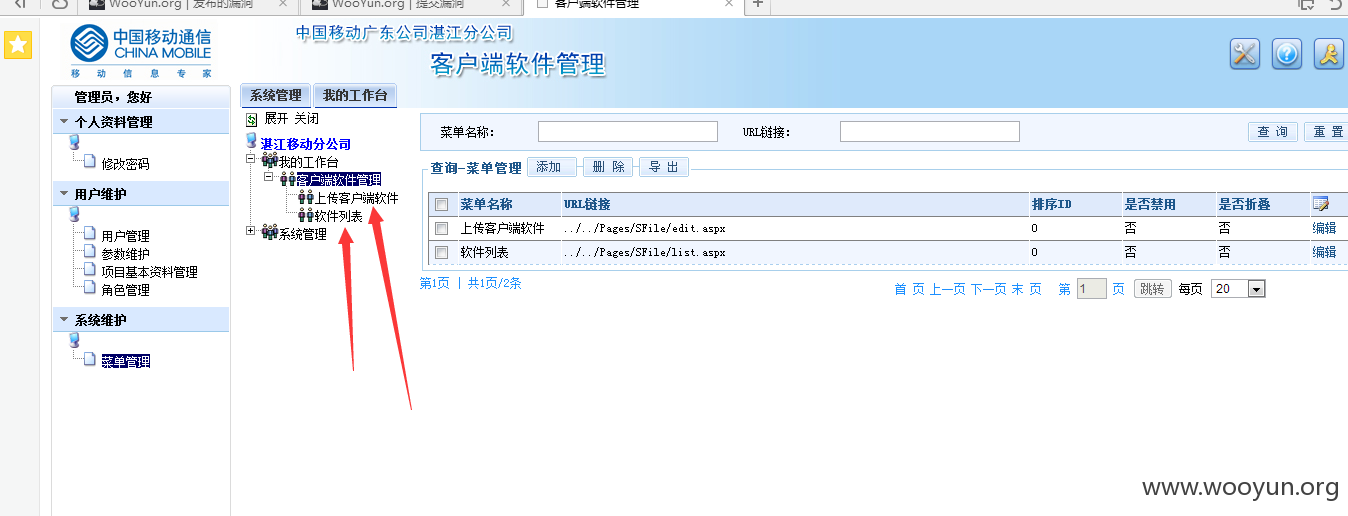 WooYun.org | 发布的漏洞
WooYun.org | 提交漏洞
客户端软件管理
中国移动通信
CHINA MOBILE
移动信息专家
中国移动广东公司湛江分公司
客户端软件管理
管理员，您好
个人资料管理
修改密码
用户维护
用户管理
参数维护
项目基本资料管理
角色管理
系统维护
菜单管理
系统管理 我的工作台
展开 关闭
湛江移动分公司
我的工作台
客户端软件管理
上传客户端软件
软件列表
系统管理
菜单名称： URL链接： 查 询 重 置
查询-菜单管理 添加 删 除 导 出
菜单名称 URL链接 排序ID 是否禁用 是否折叠
上传客户端软件 ../../Pages/SFile/edit.aspx 0 否 否 编辑
软件列表 ../../Pages/SFile/list.aspx 0 否 否 编辑
第1页 | 共1页/2条 首 页 上一页 下一页 末 页 第 1 页 跳转 每页 20
www.wooyun.org